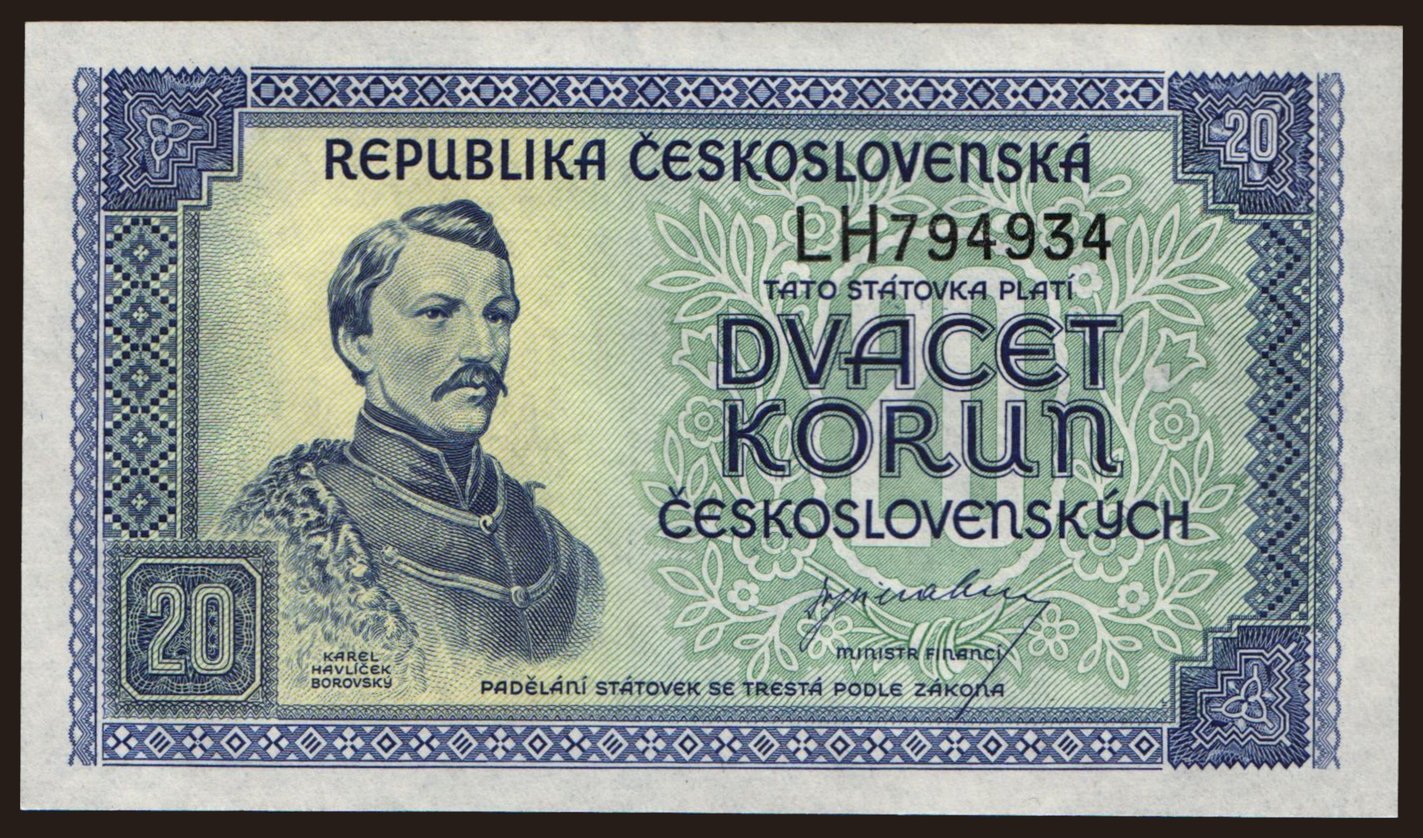 REPUBLIKA ČESKOSLOVENSKÁ
20
LH794934
TATO STÁTOVKA PLATÍ
DVACET
KORUN
20
ČESKOSLOVENSKÝCH
MINISTR FINANCÍ
20
KAREL
HAVLÍČEK
BOROVSKÝ
PADĚLÁNÍ STÁTOVEK SE TRESTÁ PODLE ZÁKONA